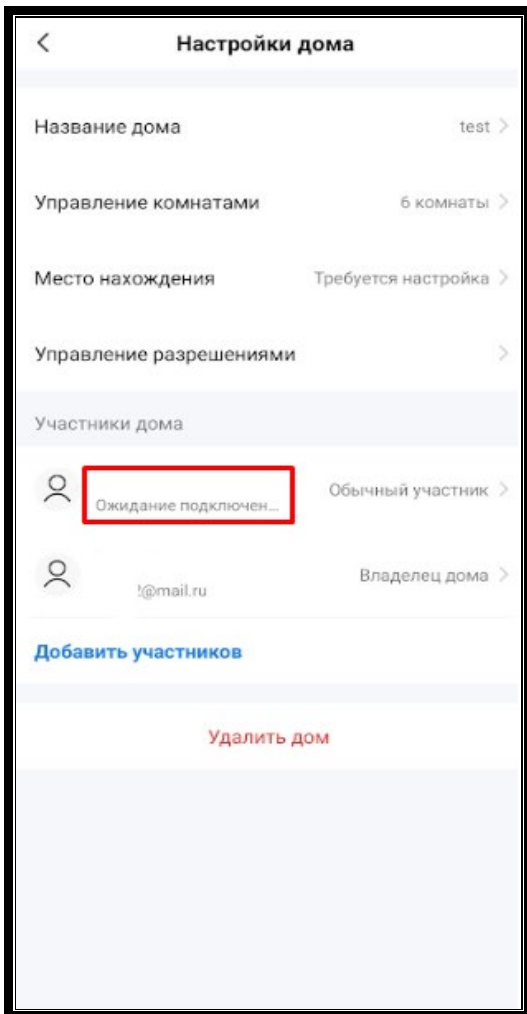 Настройки дома
Название дома test
Управление комнатами 6 комнаты
Место нахождения Требуется настройка
Управление разрешениями
Участники дома
Обычный участник
Ожидание подключен...
Владелец дома
@mail.ru
Добавить участников
Удалить дом